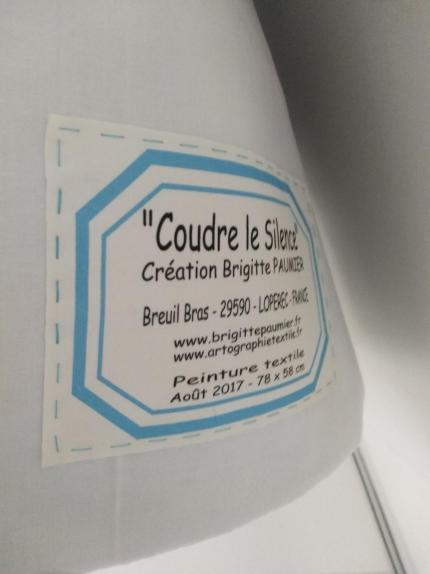 "Coudre le Silence"
Création Brigitte PAUMIER
Breuil Bras - 29590 - LOPEREC - FRANCE
www.brigittepaumier.fr
www.artographietextile.fr
Peinture textile
Août 2017 - 78 x 58 cm